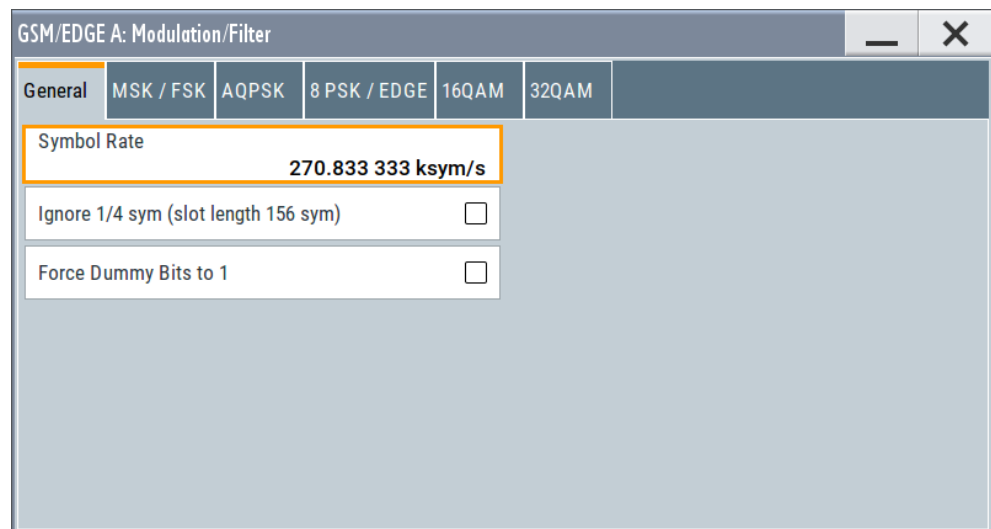 GSM/EDGE A: Modulation/Filter
General MSK / FSK AQPSK 8 PSK / EDGE 16QAM 32QAM
Symbol Rate
270.833 333 ksym/s
Ignore 1/4 sym (slot length 156 sym)
Force Dummy Bits to 1